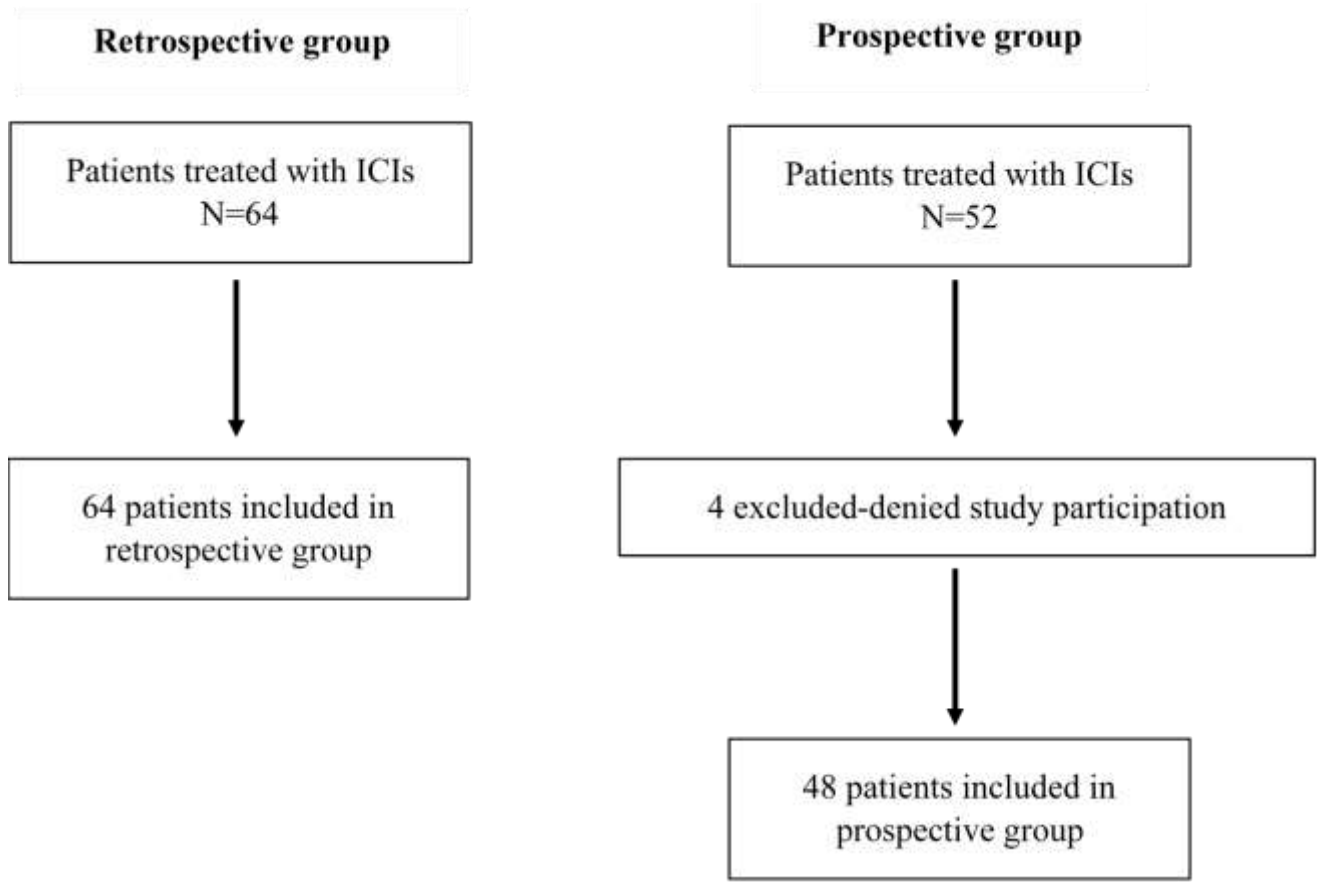 Retrospective group
Patients treated with ICIs
N=64
64 patients included in
retrospective group
Prospective group
Patients treated with ICIs
N=52
4 excluded-denied study participation
48 patients included in
prospective group